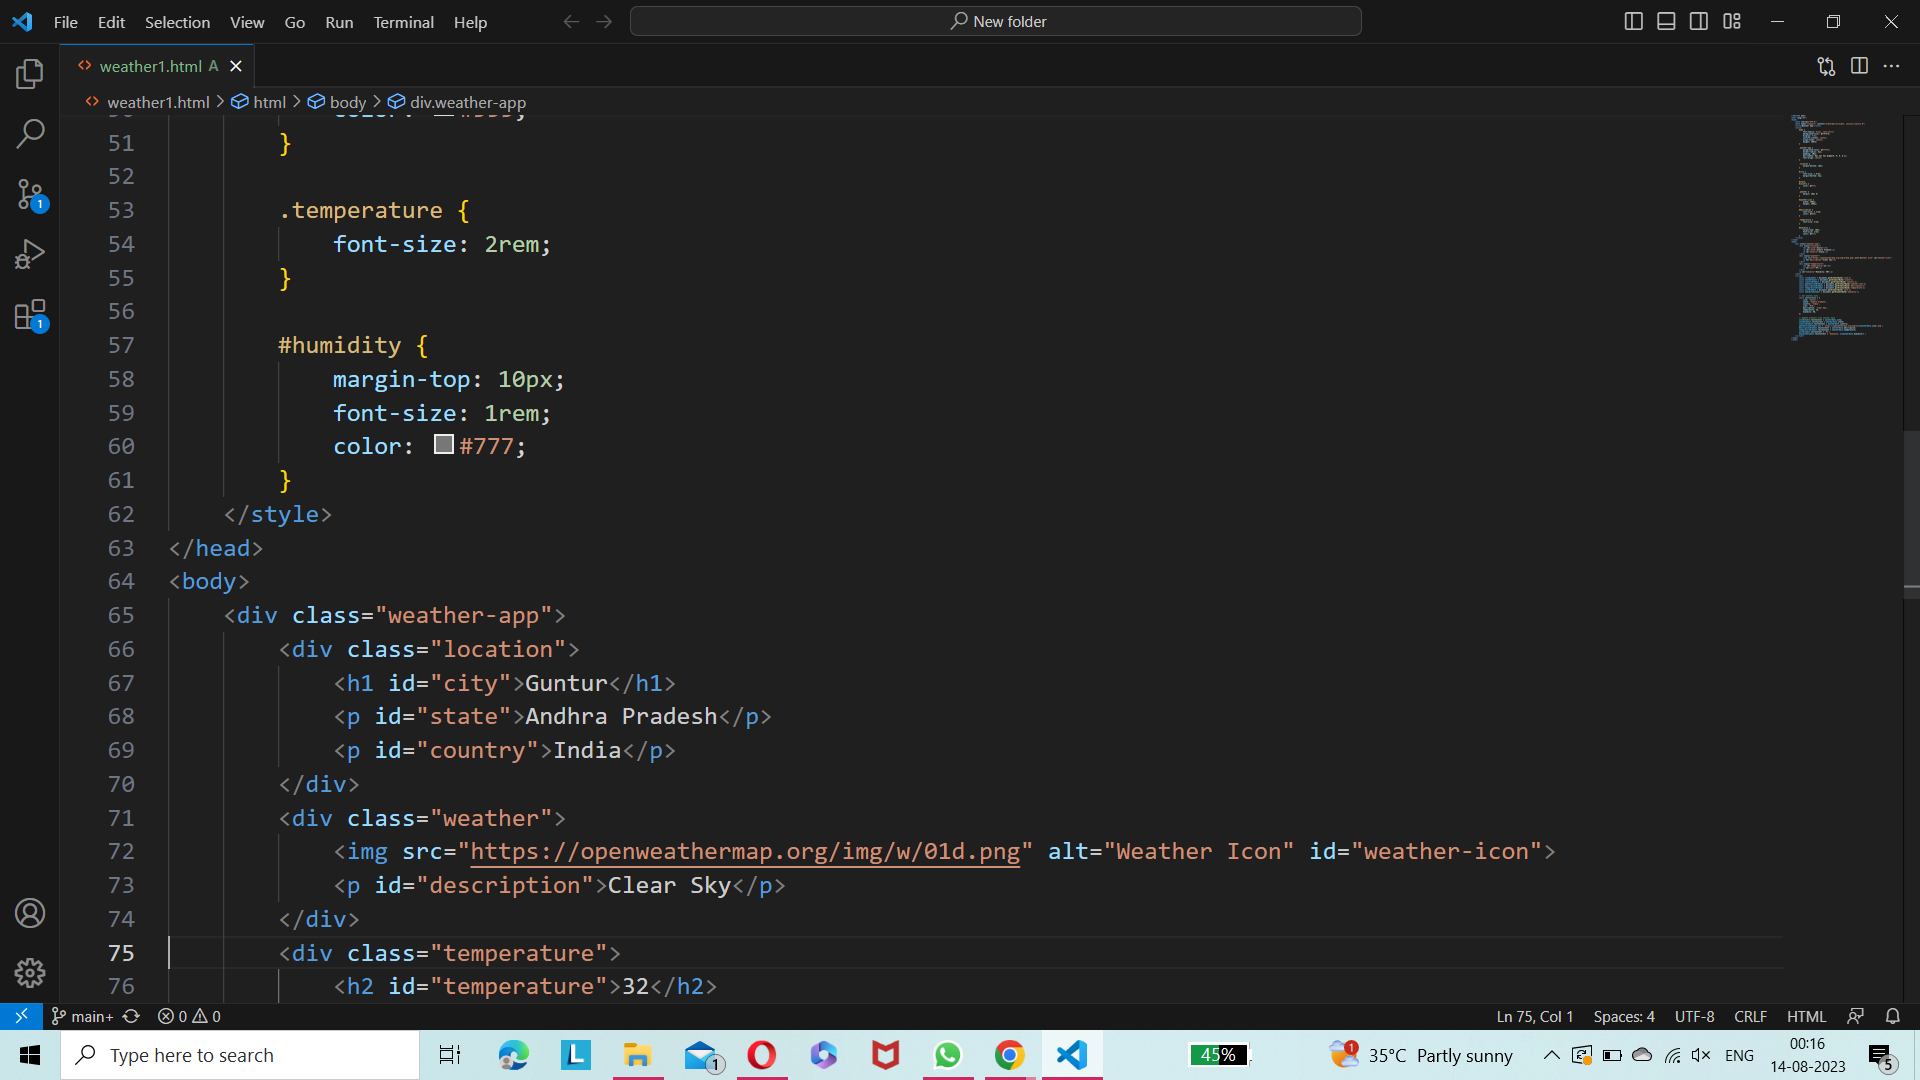 File Edit Selection View Go Run Terminal Help
New folder
weather1.html A
weather1.html > html > body > div.weather-app
51 }
52
53 .temperature {
54 font-size: 2rem;
55 }
56
57 #humidity {
58 margin-top: 10px;
59 font-size: 1rem;
60 color: #777;
61 }
62 </style>
63 </head>
64 <body>
65 <div class="weather-app">
66 <div class="location">
67 <h1 id="city">Guntur</h1>
68 <p id="state">Andhra Pradesh</p>
69 <p id="country">India</p>
70 </div>
71 <div class="weather">
72 <img src="https://openweathermap.org/img/w/01d.png" alt="Weather Icon" id="weather-icon">
73 <p id="description">Clear Sky</p>
74 </div>
75 <div class="temperature">
76 <h2 id="temperature">32</h2>
1
1
main+ 0 0 Ln 75, Col 1 Spaces: 4 UTF-8 CRLF HTML
Type here to search L 1 45% 1 35°C Partly sunny ENG 00:16
14-08-2023 5